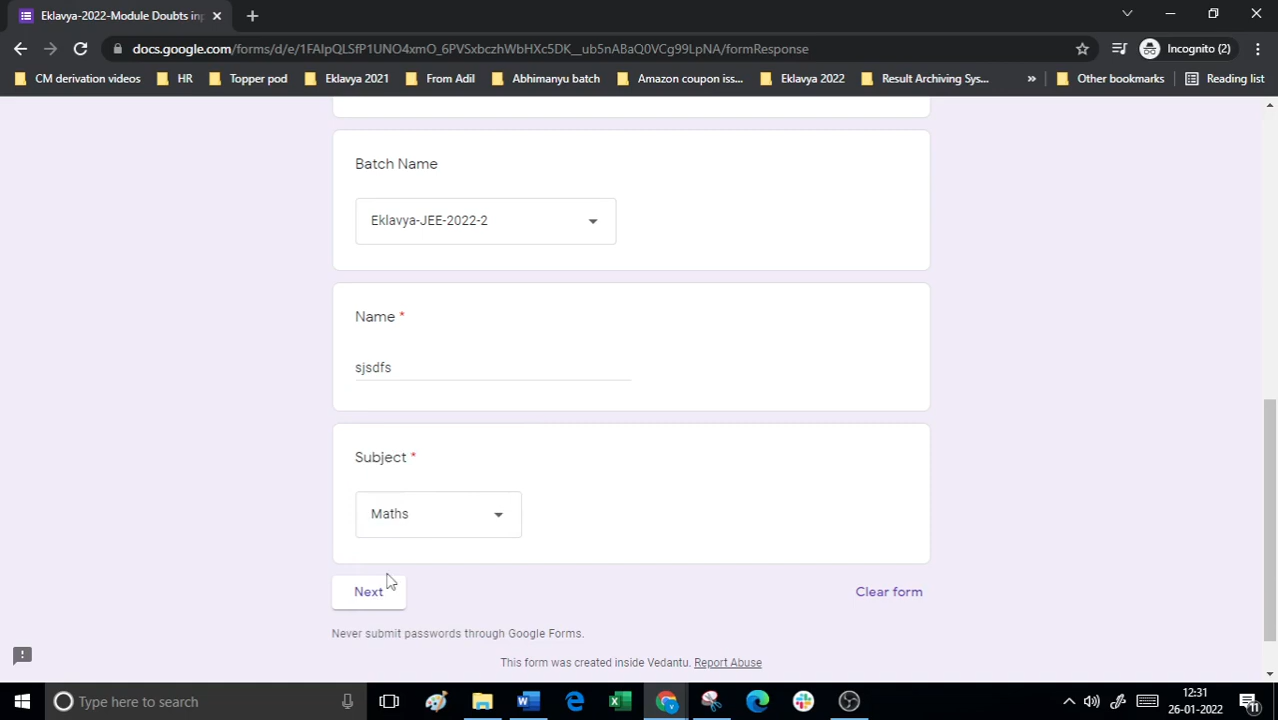 Eklavya-2022-Module Doubts in
docs.google.com/forms/d/e/1FAIpQLSfP1UNO4xmO_6PVSxbczhWbHXc5DK__ub5nABaQ0VCg99LpNA/formResponse
Incognito (2)
CM derivation videos
HR
Topper pod
Eklavya 2021
From Adil
Abhimanyu batch
Amazon coupon iss...
Eklavya 2022
Result Archiving Sys...
»
Other bookmarks
Reading list
Batch Name
Eklavya-JEE-2022-2
Name *
sjsdfs
Subject *
Maths
Next
Clear form
Never submit passwords through Google Forms.
This form was created inside Vedantu. Report Abuse
Type here to search
12:31
26-01-2022
11